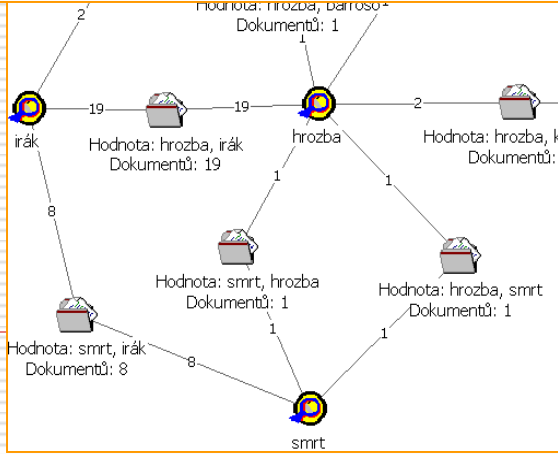 2
Hodnota: hrozba, barroso
Dokumentů: 1
1
19
19
2
irák
hrozba
Hodnota: hrozba, irák
Dokumentů: 19
Hodnota: hrozba, k
Dokumentů:
8
1
1
Hodnota: smrt, hrozba
Dokumentů: 1
Hodnota: hrozba, smrt
Dokumentů: 1
1
1
Hodnota: smrt, irák
Dokumentů: 8
8
smrt